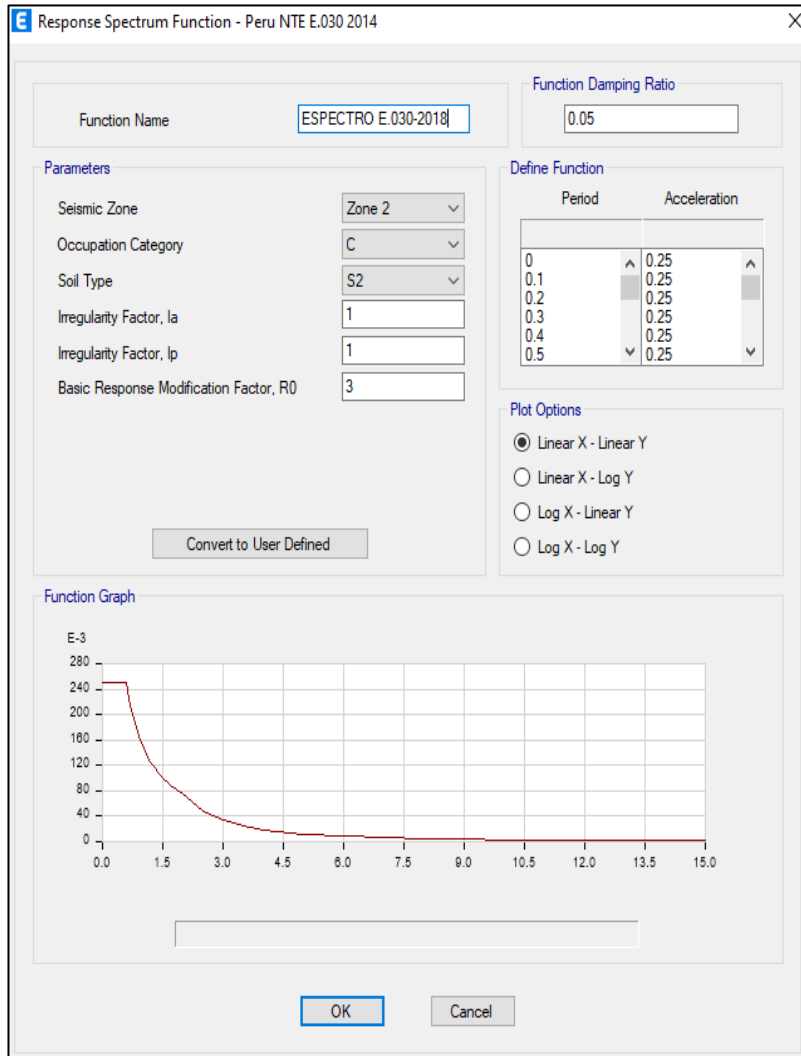 E Response Spectrum Function - Peru NTE E.030 2014
Function Name
ESPECTRO E.030-2018
Function Damping Ratio
0.05
Parameters
Seismic Zone
Zone 2
Occupation Category
C
Soil Type
S2
Irregularity Factor, Ia
1
Irregularity Factor, Ip
1
Basic Response Modification Factor, R0
3
Convert to User Defined
Define Function
Period Acceleration
0 0.25
0.1 0.25
0.2 0.25
0.3 0.25
0.4 0.25
0.5 0.25
Plot Options
Linear X - Linear Y
Linear X - Log Y
Log X - Linear Y
Log X - Log Y
Function Graph
E-3
280
240
200
160
120
80
40
0
0.0 1.5 3.0 4.5 6.0 7.5 9.0 10.5 12.0 13.5 15.0
OK Cancel